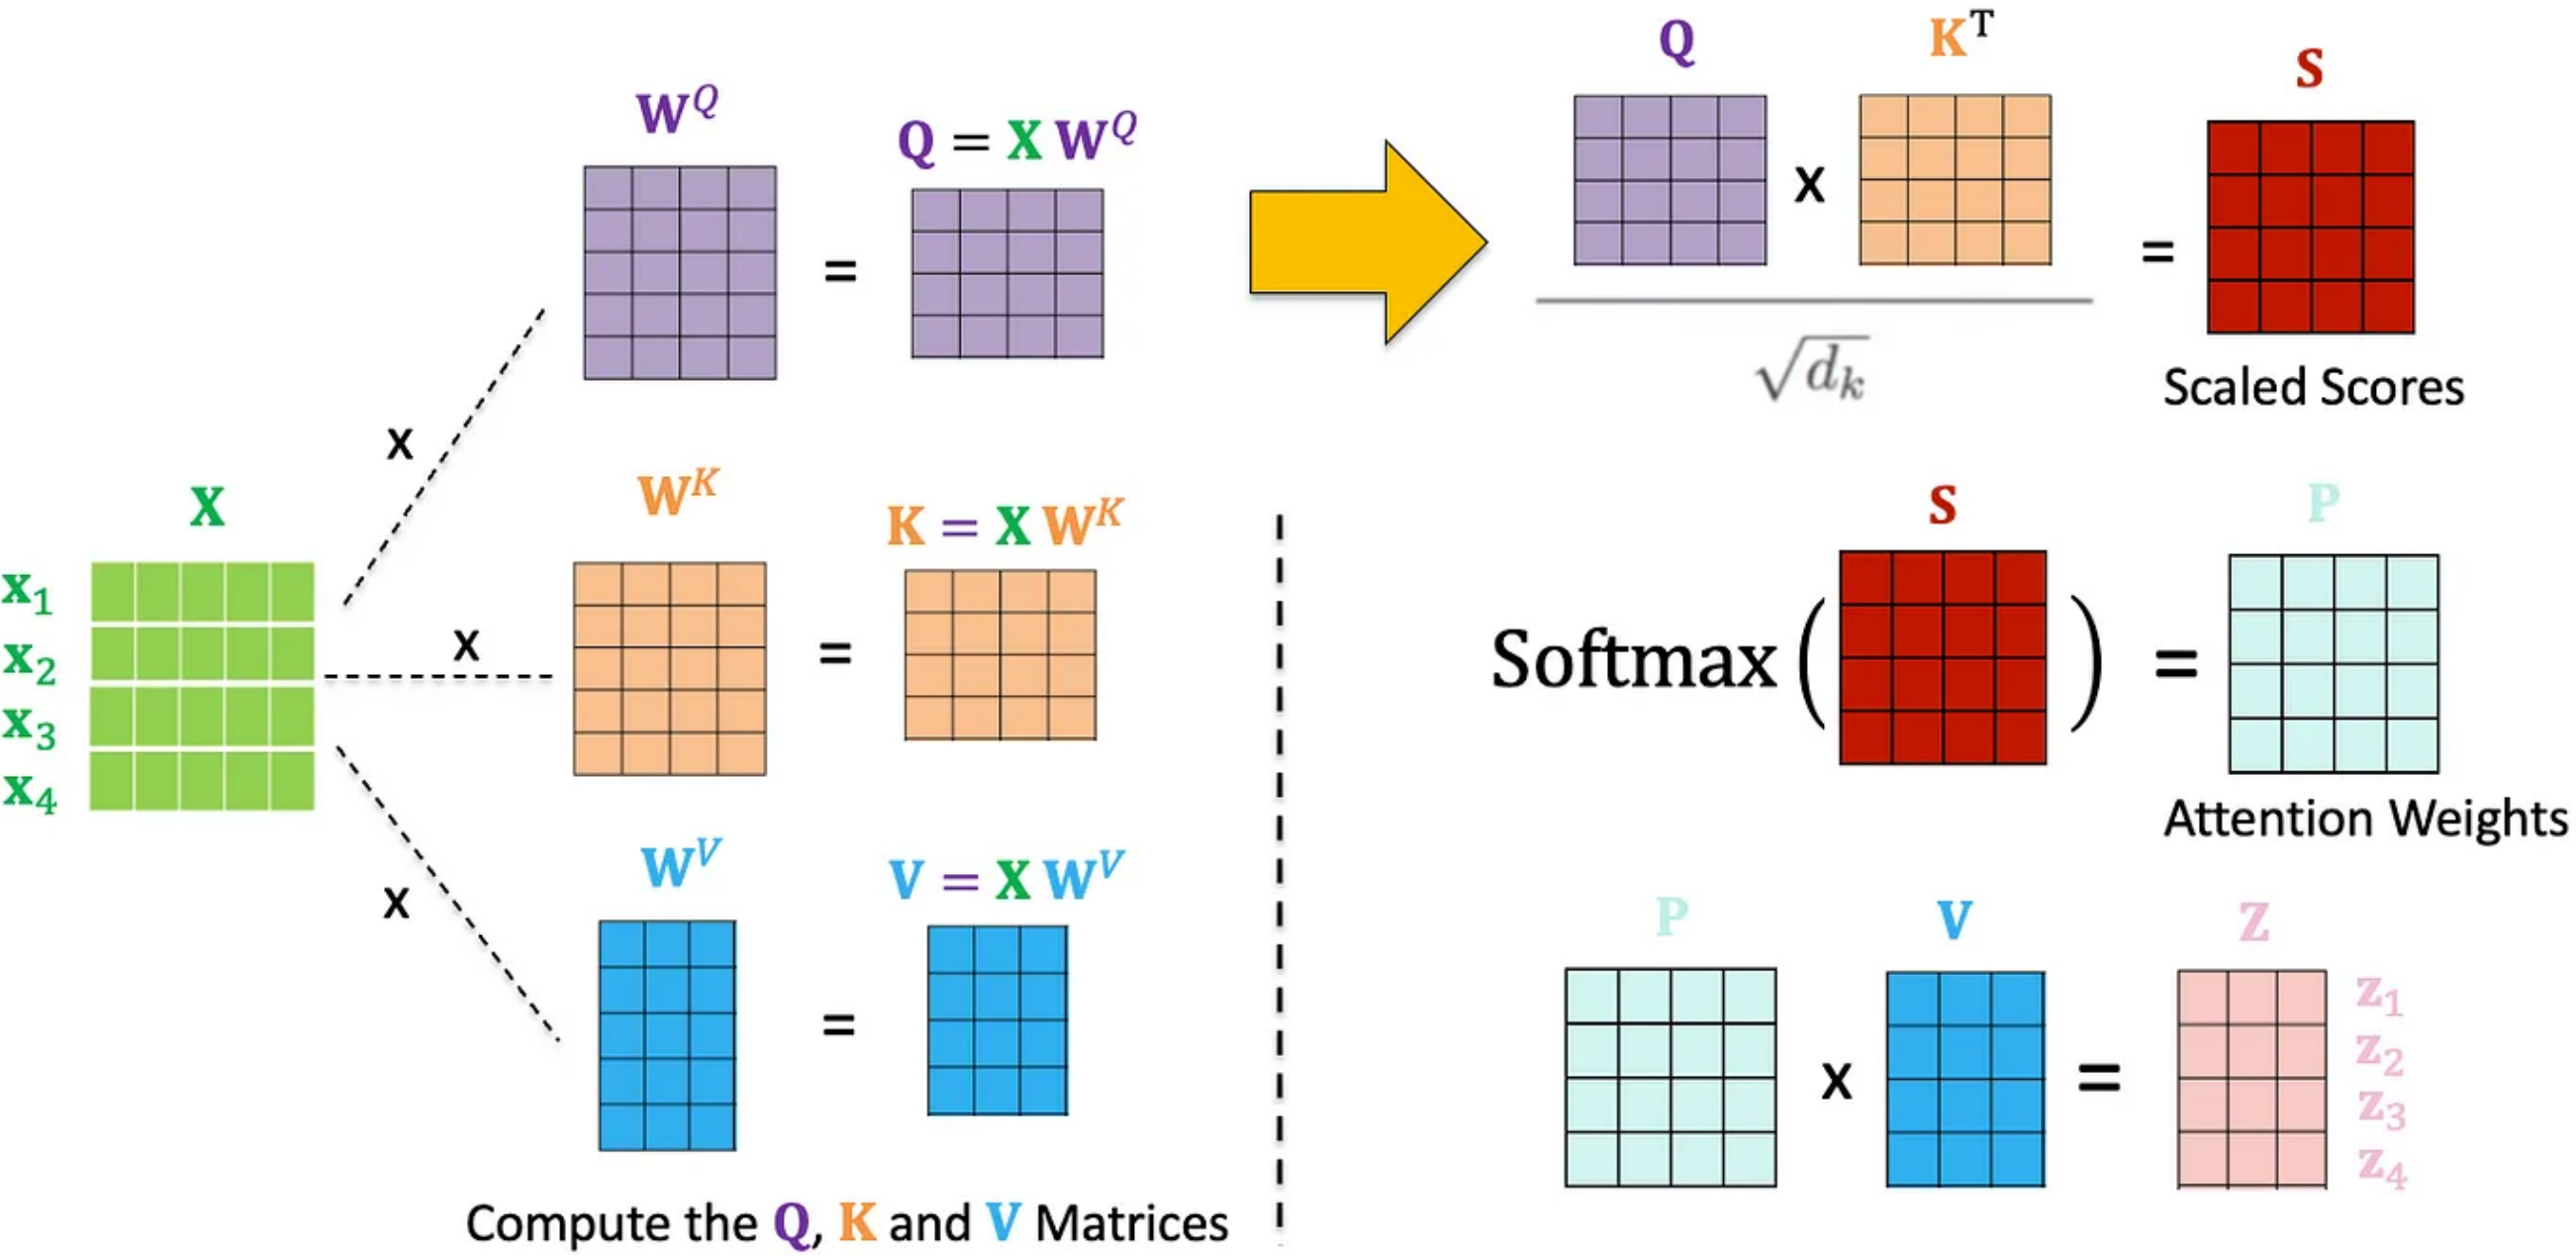 X
x₁
x₂
x₃
x₄
x
x
x
W^Q
=
Q = X W^Q
W^K
=
K = X W^K
W^V
=
V = X W^V
Compute the Q, K and V Matrices
Q
x
K^T
√d_k
=
S
Scaled Scores
Softmax ( S ) = P
Attention Weights
P x V = Z
z₁
z₂
z₃
z₄